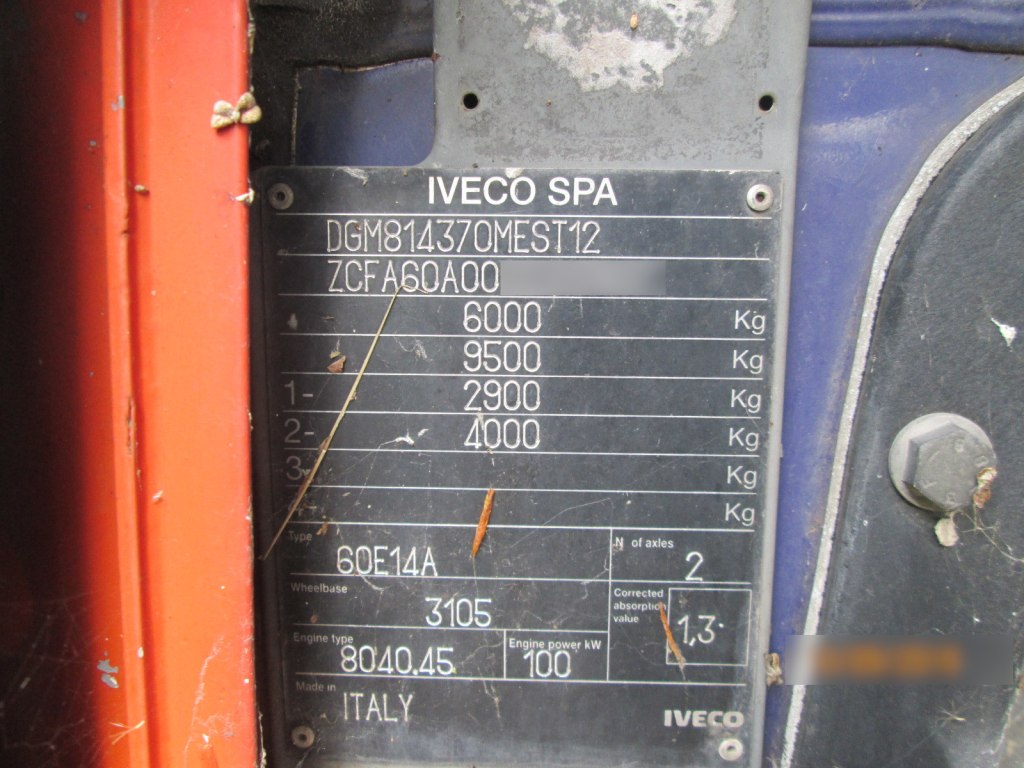 IVECO SPA
DGM814370MEST12
ZCFA60A00
6000 Kg
9500 Kg
1- 2900 Kg
2- 4000 Kg
3- Kg
4- Kg
Type N of axles
60E14A 2
Wheelbase Corrected absorption value
3105 1,3
Engine type Engine power kW
8040.45 100
Made in
ITALY IVECO